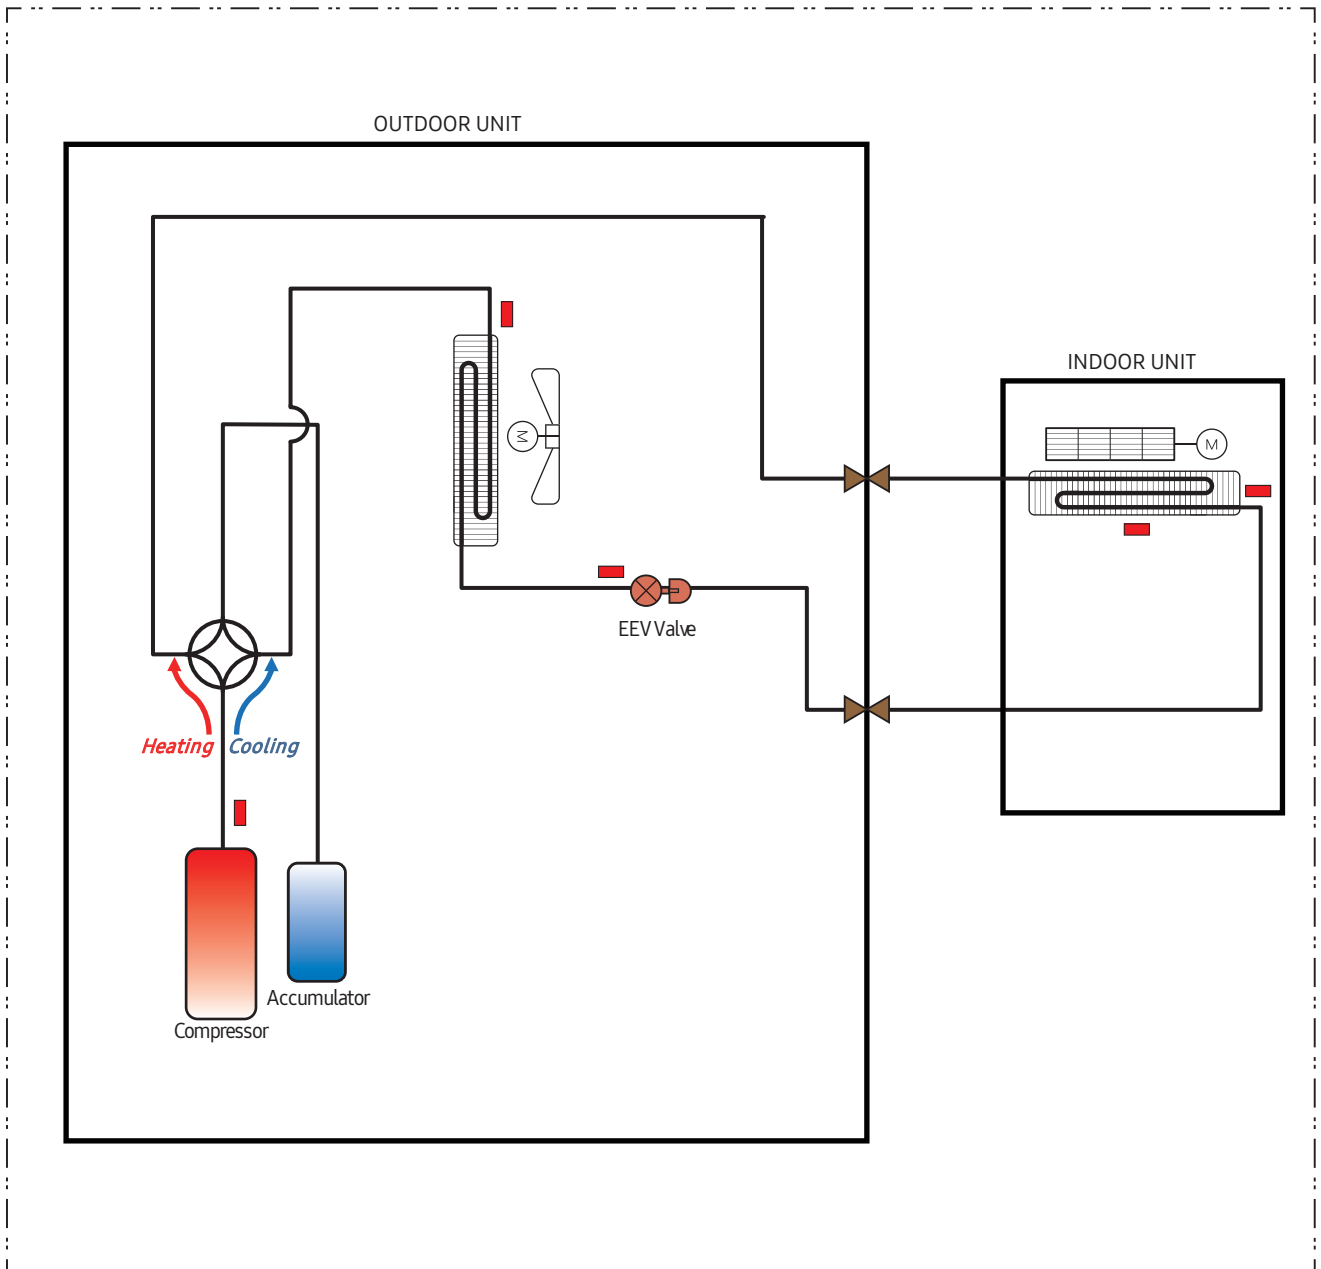 OUTDOOR UNIT
INDOOR UNIT
M
M
EEV Valve
Heating
Cooling
Accumulator
Compressor